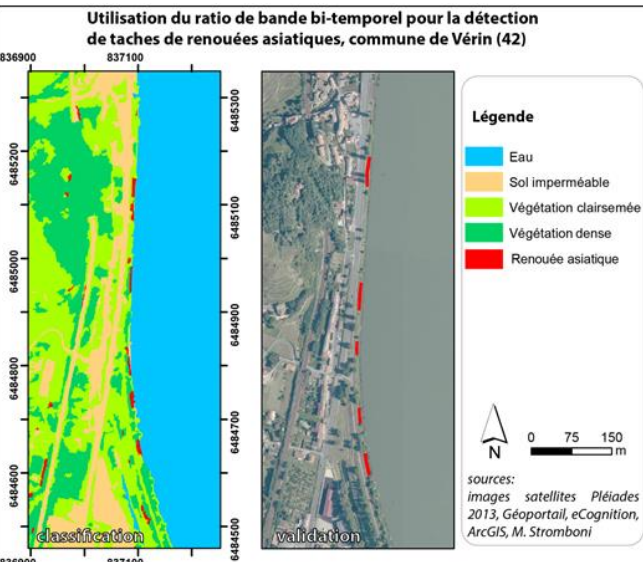 Utilisation du ratio de bande bi-temporel pour la détection
de taches de renouées asiatiques, commune de Vérin (42)
836900
837100
6485200
6485000
6484800
6484600
6485300
6485100
6484900
6484700
6484500
classification
validation
836900
837100
Légende
Eau
Sol imperméable
Végétation clairsemée
Végétation dense
Renouée asiatique
N
0 75 150
m
sources:
images satellites Pléiades
2013, Géoportail, eCognition,
ArcGIS, M. Stromboni